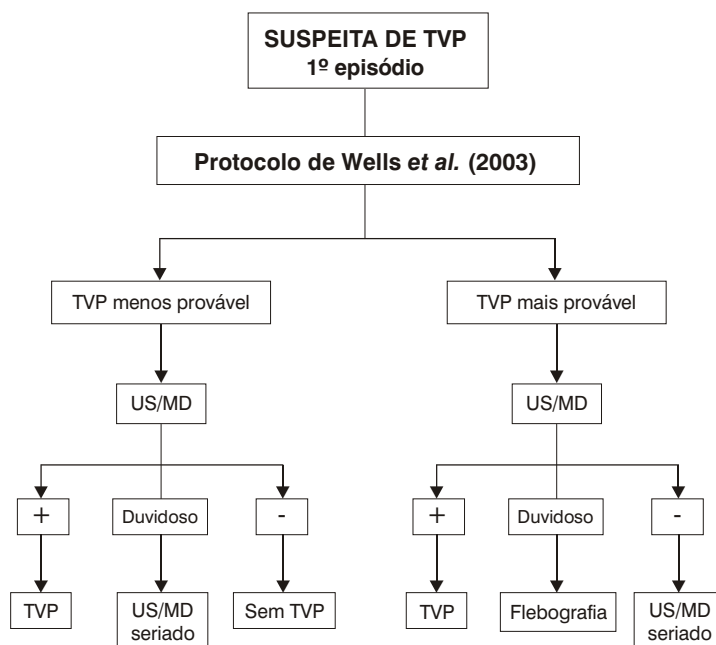 SUSPEITA DE TVP
1º episódio
Protocolo de Wells et al. (2003)
TVP menos provável
TVP mais provável
US/MD
US/MD
+
Duvidoso
-
+
Duvidoso
-
TVP
US/MD
seriado
Sem TVP
TVP
Flebografia
US/MD
seriado